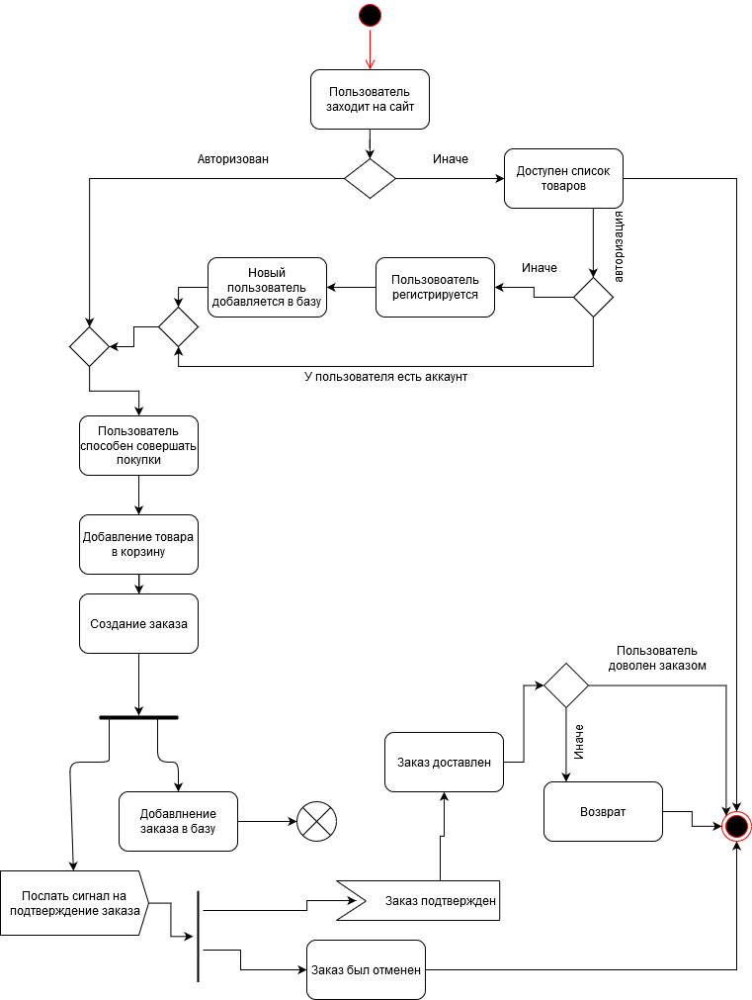 Пользователь
заходит на сайт
Авторизован
Иначе
Доступен список
товаров
авторизация
Иначе
Пользовоатель
регистрируется
Новый
пользователь
добавляется в базу
У пользователя есть аккаунт
Пользователь
способен совершать
покупки
Добавление товара
в корзину
Создание заказа
Пользователь
доволен заказом
Иначе
Заказ доставлен
Возврат
Добавлнение
заказа в базу
Послать сигнал на
подтверждение заказа
Заказ подтвержден
Заказ был отменен